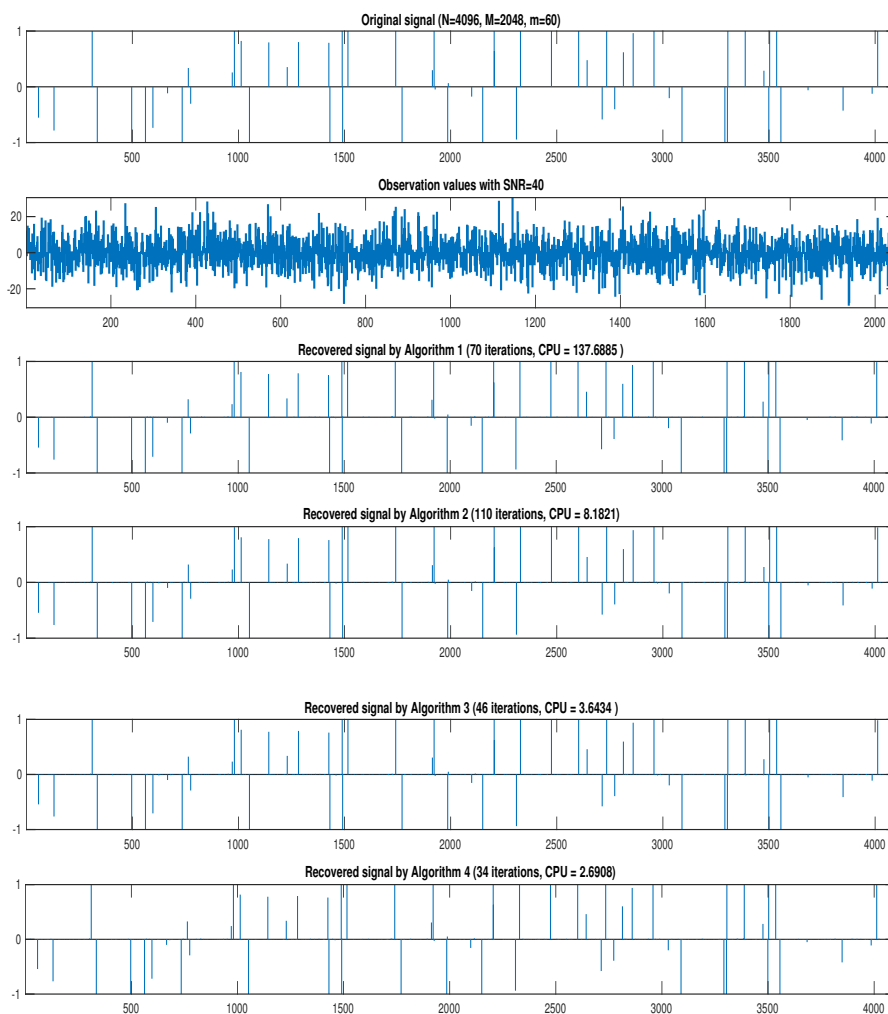 Original signal (N=4096, M=2048, m=60)
1
0
-1
500 1000 1500 2000 2500 3000 3500 4000
Observation values with SNR=40
20
0
-20
200 400 600 800 1000 1200 1400 1600 1800 2000
Recovered signal by Algorithm 1 (70 iterations, CPU = 137.6885 )
1
0
-1
500 1000 1500 2000 2500 3000 3500 4000
Recovered signal by Algorithm 2 (110 iterations, CPU = 8.1821)
1
0
-1
500 1000 1500 2000 2500 3000 3500 4000
Recovered signal by Algorithm 3 (46 iterations, CPU = 3.6434 )
1
0
-1
500 1000 1500 2000 2500 3000 3500 4000
Recovered signal by Algorithm 4 (34 iterations, CPU = 2.6908)
1
0
-1
500 1000 1500 2000 2500 3000 3500 4000